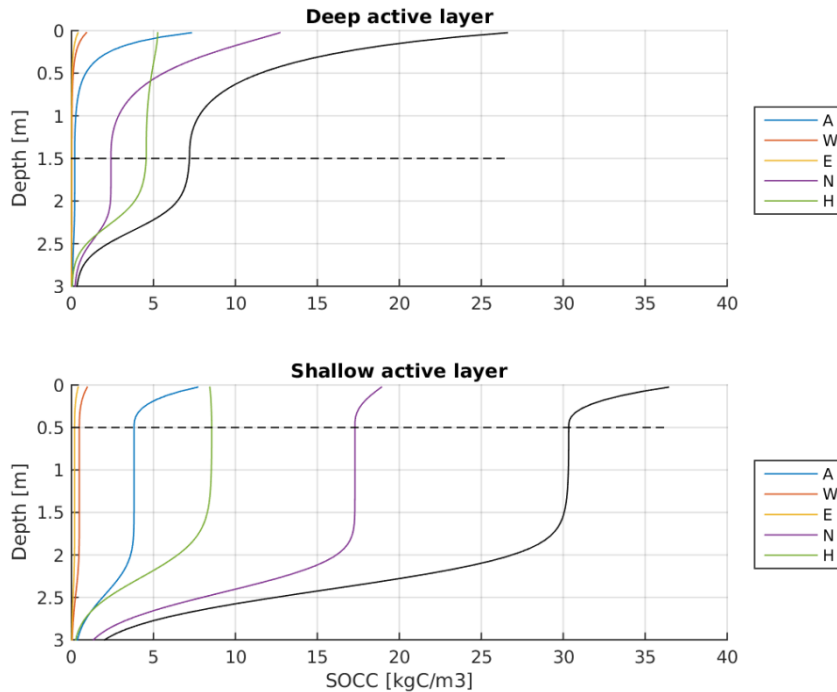 Deep active layer
0
0.5
1
1.5
2
2.5
3
Depth [m]
0 5 10 15 20 25 30 35 40
A
W
E
N
H
Shallow active layer
0
0.5
1
1.5
2
2.5
3
Depth [m]
0 5 10 15 20 25 30 35 40
SOCC [kgC/m3]
A
W
E
N
H